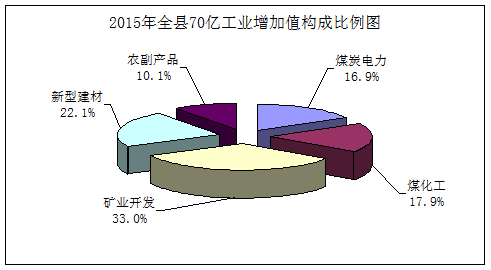 2015年全县70亿工业增加值构成比例图
农副产品
10.1%
煤炭电力
16.9%
新型建材
22.1%
矿业开发
33.0%
煤化工
17.9%